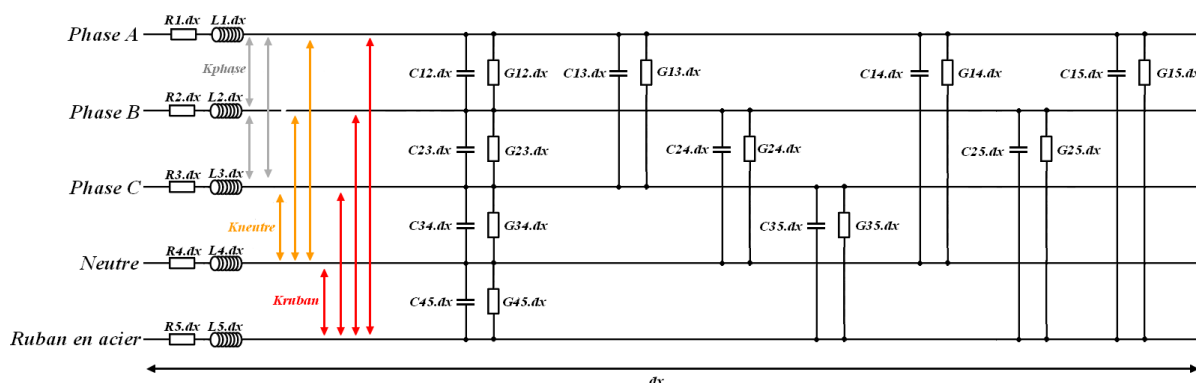 Phase A R1.dx L1.dx
Kphase
C12.dx G12.dx C13.dx G13.dx C14.dx G14.dx C15.dx G15.dx
Phase B R2.dx L2.dx
C23.dx G23.dx C24.dx G24.dx C25.dx G25.dx
Phase C R3.dx L3.dx
Kneutre
C34.dx G34.dx C35.dx G35.dx
Neutre R4.dx L4.dx
Kruban
C45.dx G45.dx
Ruban en acier R5.dx L5.dx
dx